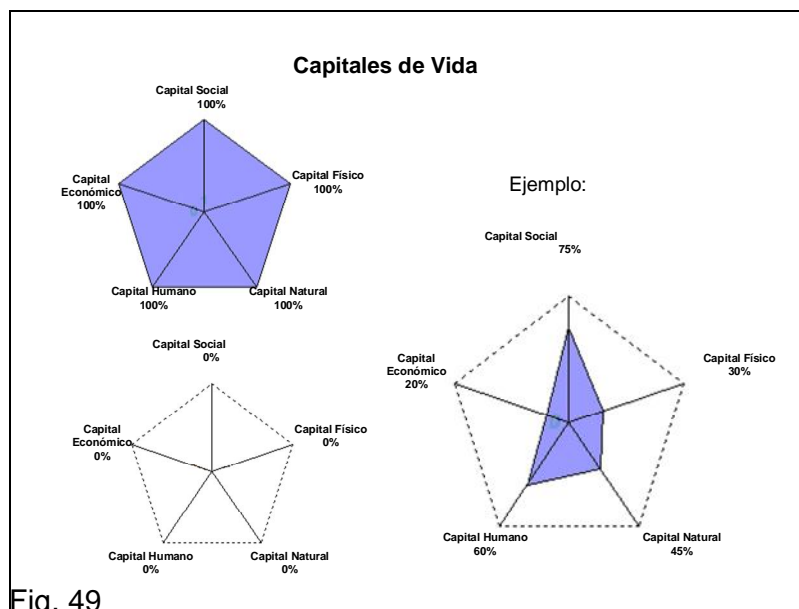 Capitales de Vida
Capital Social
100%
Capital
Económico
100%
Capital Físico
100%
Capital Humano
100%
Capital Natural
100%
Capital Social
0%
Capital
Económico
0%
Capital Físico
0%
Capital Humano
0%
Capital Natural
0%
Ejemplo:
Capital Social
75%
Capital
Económico
20%
Capital Físico
30%
Capital Humano
60%
Capital Natural
45%
Fig. 49